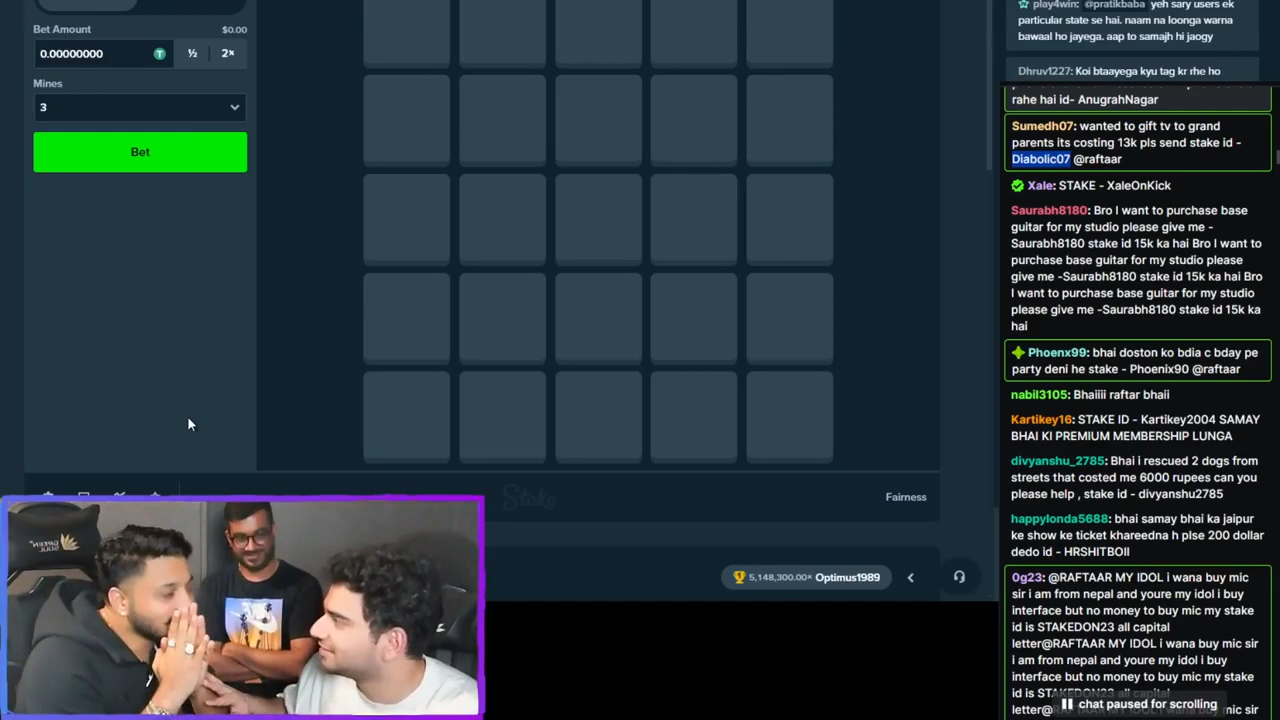 Bet Amount
$0.00
0.00000000
½
2×
Mines
3
Bet
Stake
Fairness
5,148,300.00× Optimus1989
play4win: @pratikbaba yeh sary users ek
particular state se hai. naam na loonga warna
bawaal ho jayega. aap to samajh hi jaogy
Dhruv1227: Koi btaayega kyu tag kr rhe ho
rahe hai id- AnugrahNagar
Sumedh07: wanted to gift tv to grand
parents its costing 13k pls send stake id -
Diabolic07 @raftaar
Xale: STAKE - XaleOnKick
Saurabh8180: Bro I want to purchase base
guitar for my studio please give me -
Saurabh8180 stake id 15k ka hai Bro I want to
purchase base guitar for my studio please
give me -Saurabh8180 stake id 15k ka hai Bro
I want to purchase base guitar for my studio
please give me -Saurabh8180 stake id 15k ka
hai
Phoenx99: bhai doston ko bdia c bday pe
party deni he stake - Phoenix90 @raftaar
nabil3105: Bhaiiii raftar bhaii
Kartikey16: STAKE ID - Kartikey2004 SAMAY
BHAI KI PREMIUM MEMBERSHIP LUNGA
divyanshu_2785: Bhai i rescued 2 dogs from
streets that costed me 6000 rupees can you
please help , stake id - divyanshu2785
happylonda5688: bhai samay bhai ka jaipur
ke show ke ticket khareedna h plse 200 dollar
dedo id - HRSHITBOII
0g23: @RAFTAAR MY IDOL i wana buy mic
sir i am from nepal and youre my idol i buy
interface but no money to buy mic my stake
id is STAKEDON23 all capital
letter@RAFTAAR MY IDOL i wana buy mic sir
i am from nepal and youre my idol i buy
interface but no money to buy mic my stake
id is STAKEDON23 all capital
chat paused for scrolling
GREEN SOUL